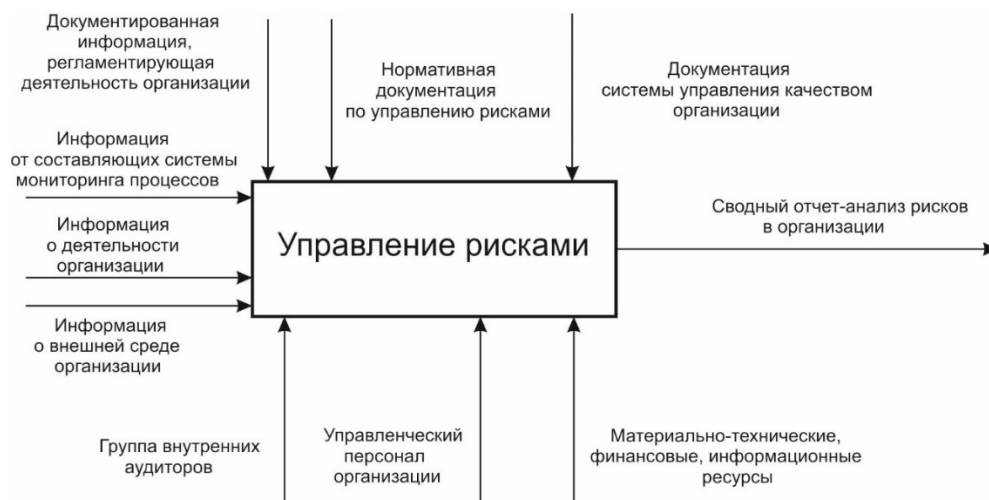 Документированная
информация,
регламентирующая
деятельность организации
Нормативная
документация
по управлению рисками
Документация
системы управления качеством
организации
Информация
от составляющих системы
мониторинга процессов
Информация
о деятельности
организации
Информация
о внешней среде
организации
Управление рисками
Сводный отчет-анализ рисков
в организации
Группа внутренних
аудиторов
Управленческий
персонал
организации
Материально-технические,
финансовые, информационные
ресурсы